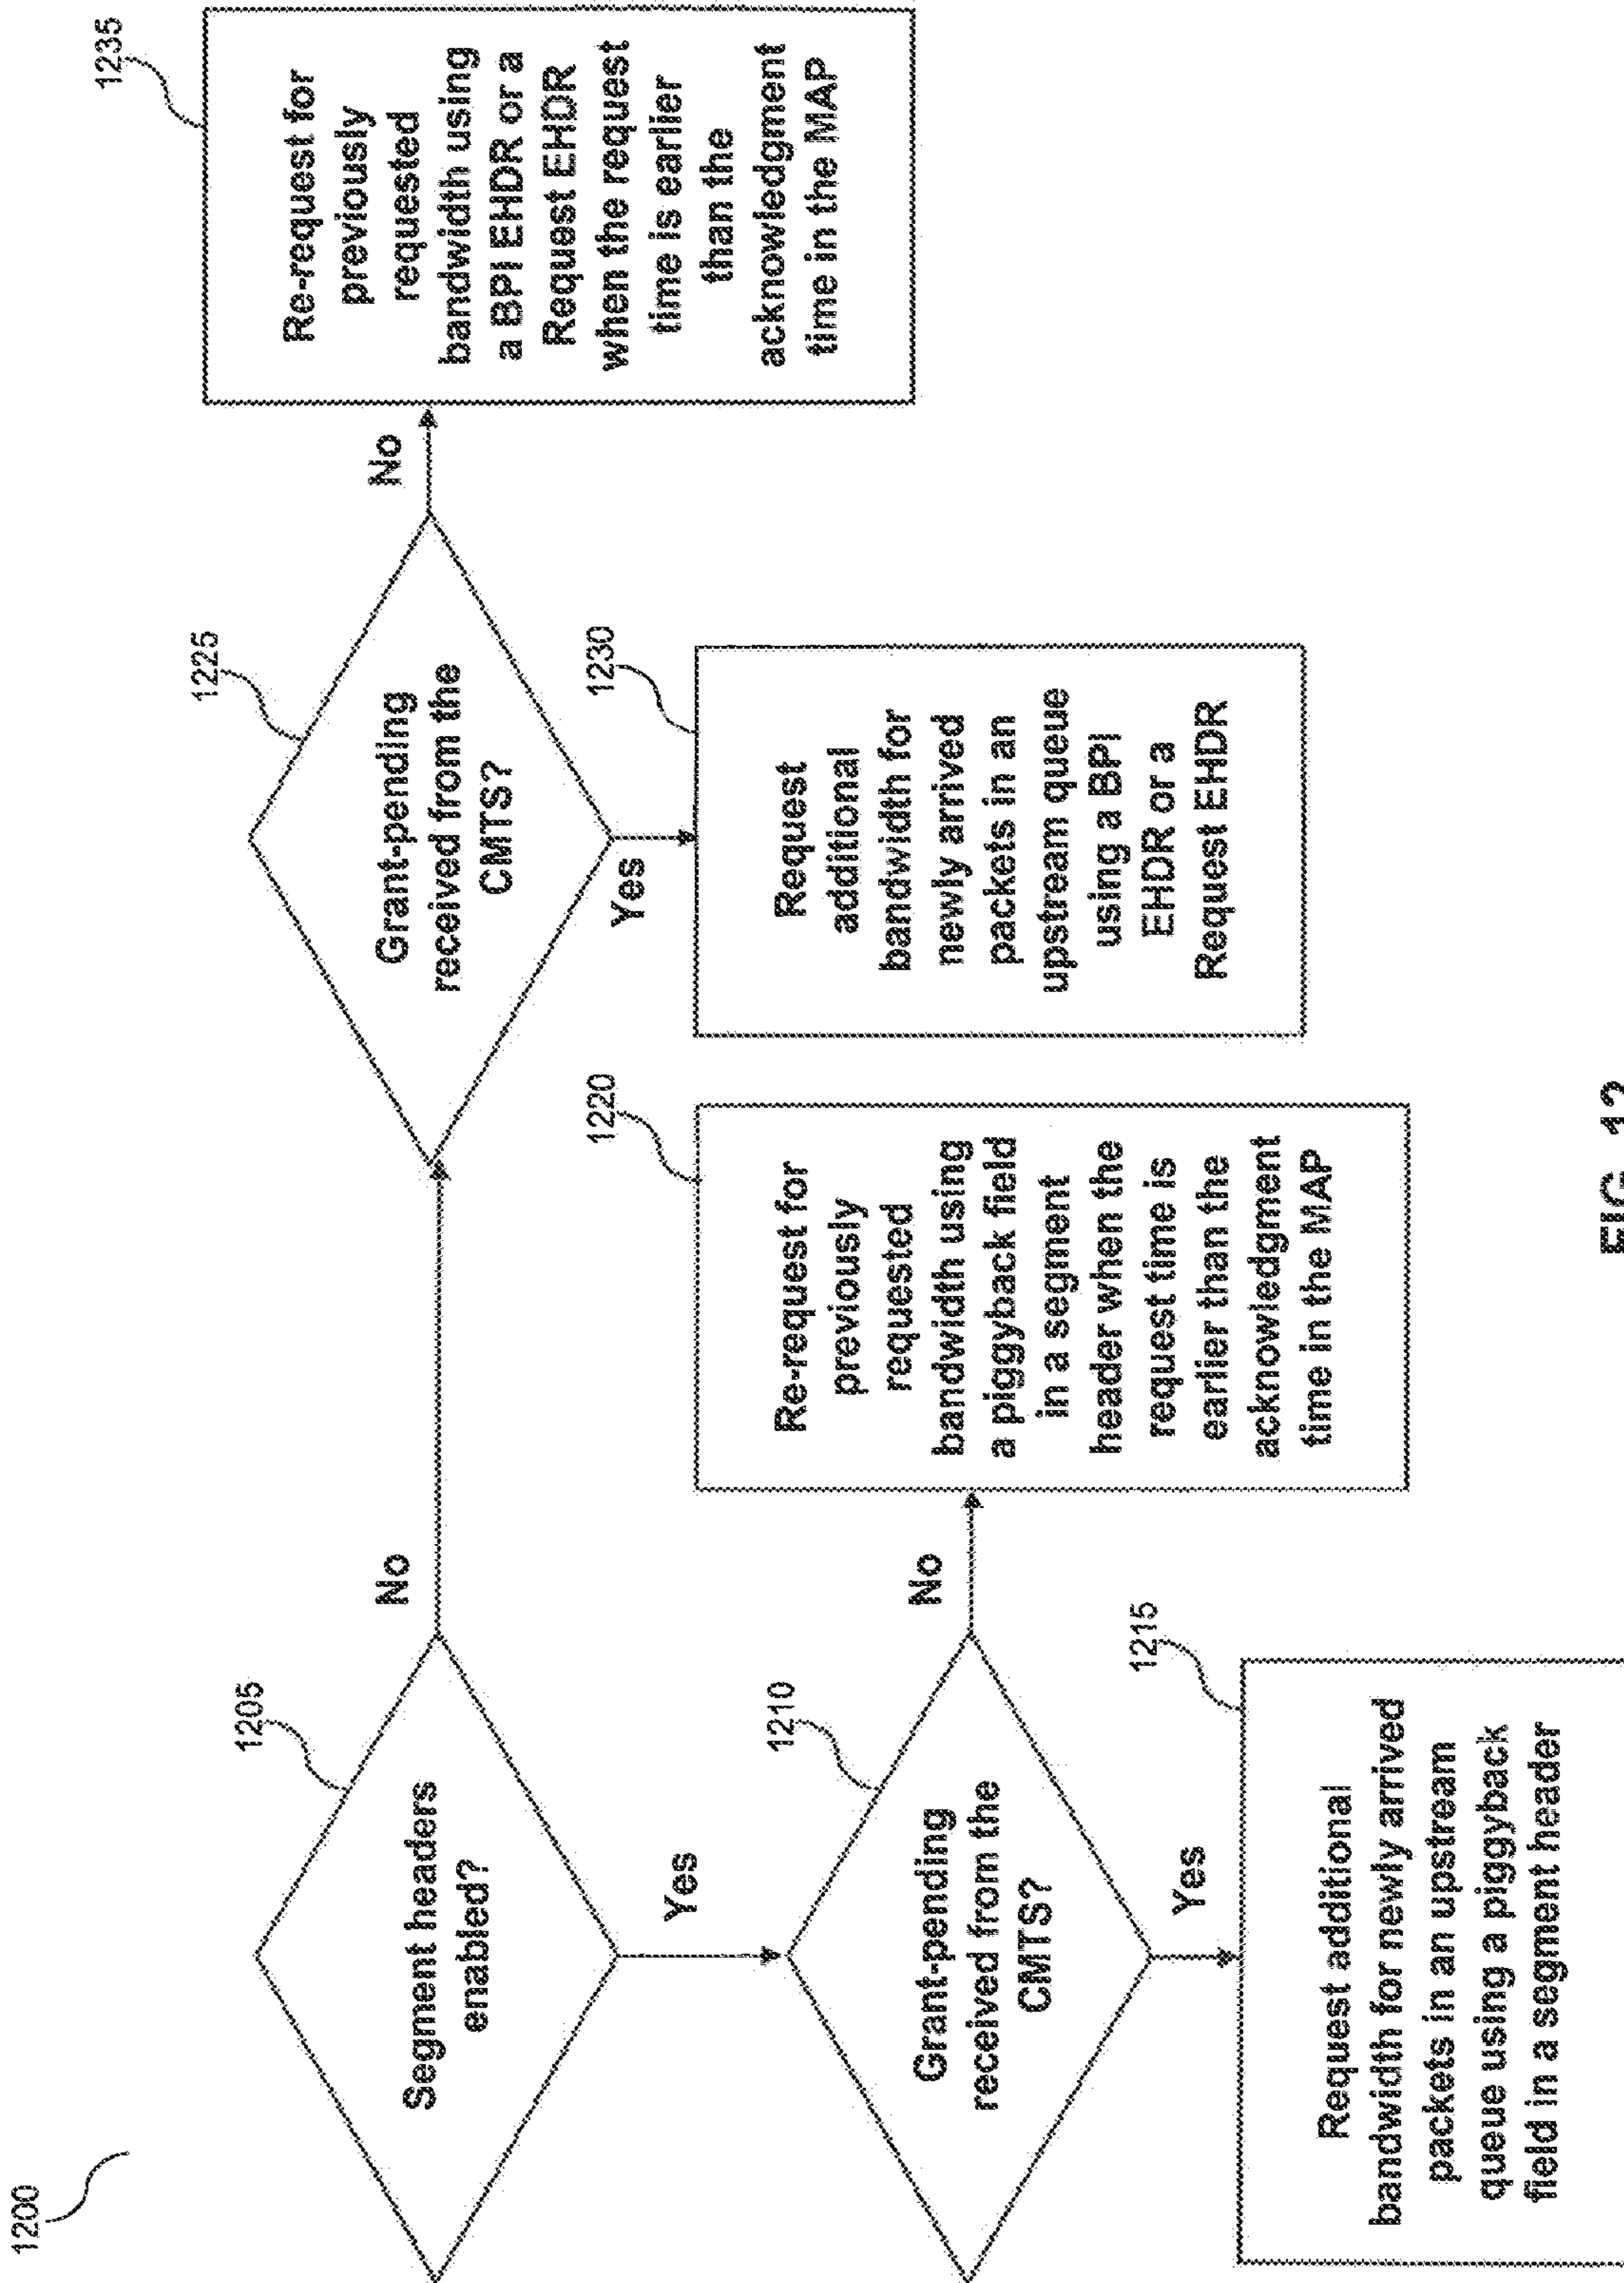 1200
1205
Segment headers
enabled?
No
Yes
1210
Grant-pending
received from the
CMTS?
No
Yes
1215
Request additional
bandwidth for newly arrived
packets in an upstream
queue using a piggyback
field in a segment header
1220
Re-request for
previously
requested
bandwidth using
a piggyback field
in a segment
header when the
request time is
earlier than the
acknowledgment
time in the MAP
1225
Grant-pending
received from the
CMTS?
No
Yes
1230
Request
additional
bandwidth for
newly arrived
packets in an
upstream queue
using a BPI
EHDR or a
Request EHDR
1235
Re-request for
previously
requested
bandwidth using
a BPI EHDR or a
Request EHDR
when the request
time is earlier
than the
acknowledgment
time in the MAP
FIG. 12